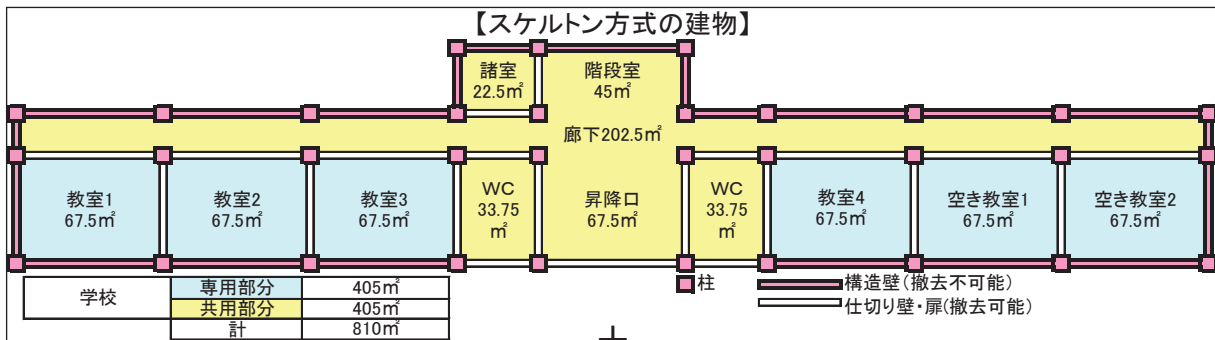 【スケルトン方式の建物】
諸室
22.5㎡
階段室
45㎡
廊下202.5㎡
教室1
67.5㎡
教室2
67.5㎡
教室3
67.5㎡
WC
33.75
㎡
昇降口
67.5㎡
WC
33.75
㎡
教室4
67.5㎡
空き教室1
67.5㎡
空き教室2
67.5㎡
学校
専用部分 405㎡
共用部分 405㎡
計 810㎡
柱
構造壁(撤去不可能)
仕切り壁・扉(撤去可能)